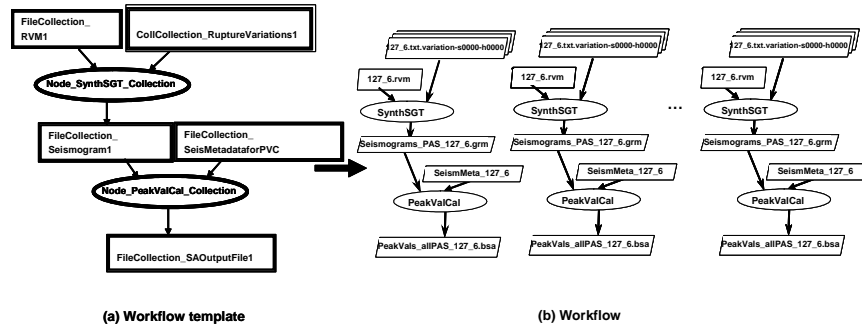 FileCollection_
RVM1
CollCollection_RuptureVariations1
Node_SynthSGT_Collection
FileCollection_
Seismogram1
FileCollection_
SeisMetadataforPVC
Node_PeakValCal_Collection
FileCollection_SAOutputFile1
(a) Workflow template
127_6.txt.variation-s0000-h0000
127_6.rvm
SynthSGT
Seismograms_PAS_127_6.grm
SeismMeta_127_6
PeakValCal
PeakVals_allPAS_127_6.bsa
127_6.txt.variation-s0000-h0000
127_6.rvm
SynthSGT
Seismograms_PAS_127_6.grm
SeismMeta_127_6
PeakValCal
PeakVals_allPAS_127_6.bsa
...
127_6.txt.variation-s0000-h0000
127_6.rvm
SynthSGT
Seismograms_PAS_127_6.grm
SeismMeta_127_6
PeakValCal
PeakVals_allPAS_127_6.bsa
(b) Workflow